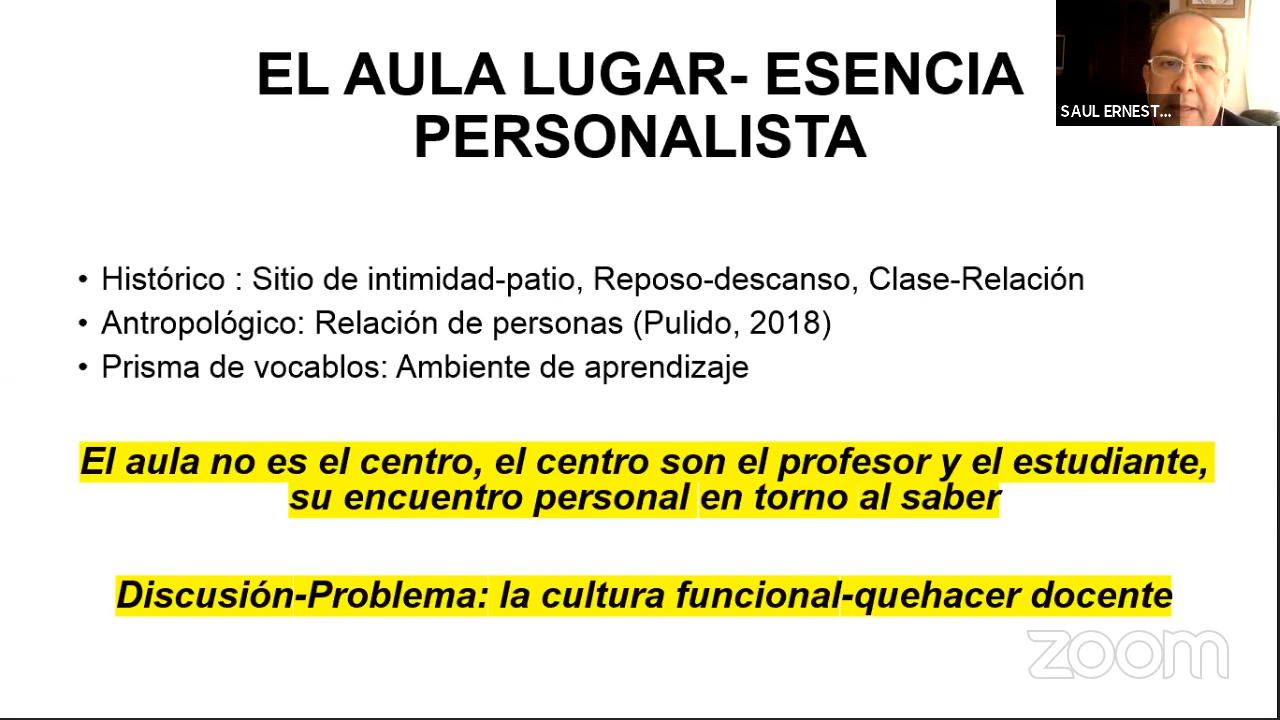 EL AULA LUGAR- ESENCIA
PERSONALISTA
SAUL ERNEST...
• Histórico : Sitio de intimidad-patio, Reposo-descanso, Clase-Relación
• Antropológico: Relación de personas (Pulido, 2018)
• Prisma de vocablos: Ambiente de aprendizaje
El aula no es el centro, el centro son el profesor y el estudiante,
su encuentro personal en torno al saber
Discusión-Problema: la cultura funcional-quehacer docente
zoom